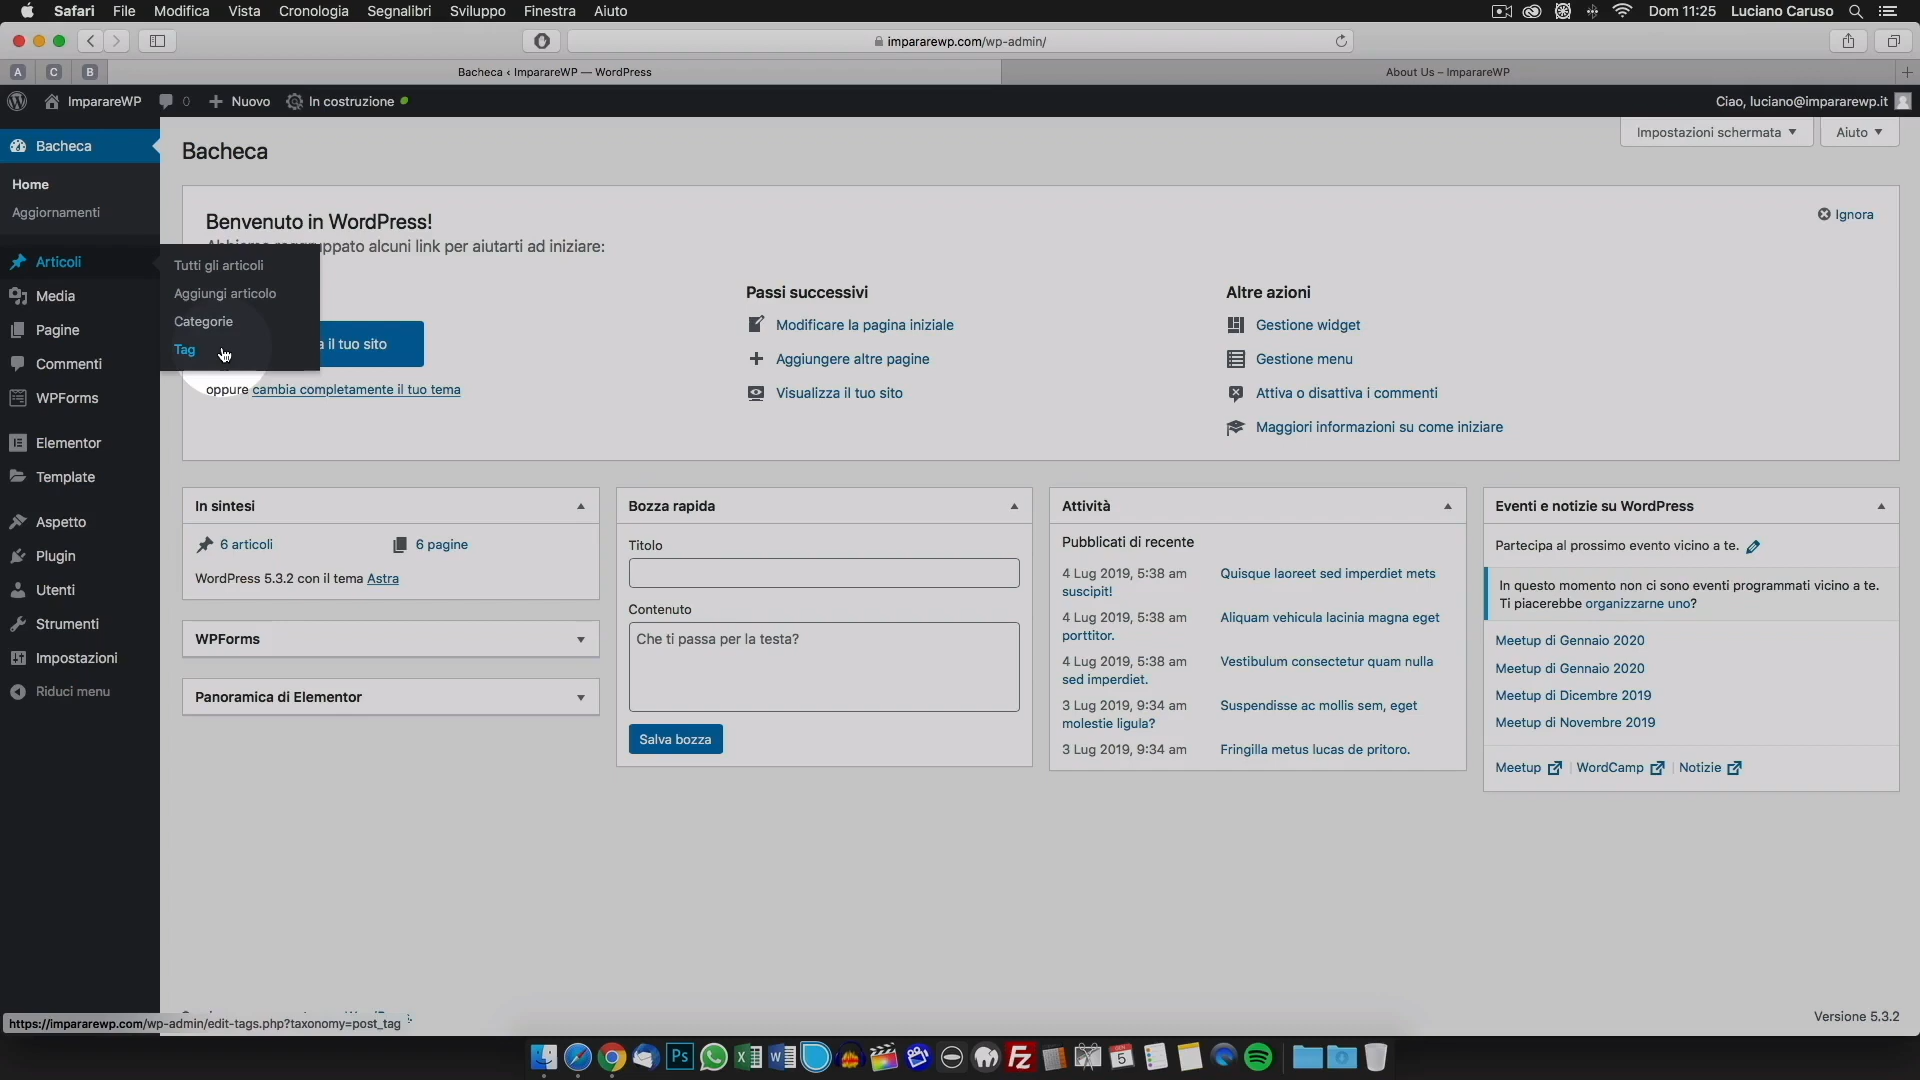 Safari File Modifica Vista Cronologia Segnalibri Sviluppo Finestra Aiuto
Dom 11:25 Luciano Caruso
impararewp.com/wp-admin/
A C B
Bacheca ‹ ImparareWP — WordPress
About Us – ImparareWP
ImparareWP 0 Nuovo In costruzione
Ciao, luciano@impararewp.it
Impostazioni schermata
Aiuto
Bacheca
Home
Aggiornamenti
Articoli
Media
Pagine
Commenti
WPForms
Elementor
Template
Aspetto
Plugin
Utenti
Strumenti
Impostazioni
Riduci menu
Tutti gli articoli
Aggiungi articolo
Categorie
Tag
Bacheca
Benvenuto in WordPress!
alcuni link per aiutarti ad iniziare:
Ignora
il tuo sito
oppure cambia completamente il tuo tema
Passi successivi
Modificare la pagina iniziale
Aggiungere altre pagine
Visualizza il tuo sito
Altre azioni
Gestione widget
Gestione menu
Attiva o disattiva i commenti
Maggiori informazioni su come iniziare
In sintesi
6 articoli
6 pagine
WordPress 5.3.2 con il tema Astra
WPForms
Panoramica di Elementor
Bozza rapida
Titolo
Contenuto
Che ti passa per la testa?
Salva bozza
Attività
Pubblicati di recente
4 Lug 2019, 5:38 am Quisque laoreet sed imperdiet mets
suscipit!
4 Lug 2019, 5:38 am Aliquam vehicula lacinia magna eget
porttitor.
4 Lug 2019, 5:38 am Vestibulum consectetur quam nulla
sed imperdiet.
3 Lug 2019, 9:34 am Suspendisse ac mollis sem, eget
molestie ligula?
3 Lug 2019, 9:34 am Fringilla metus lucas de pritoro.
Eventi e notizie su WordPress
Partecipa al prossimo evento vicino a te.
In questo momento non ci sono eventi programmati vicino a te.
Ti piacerebbe organizzarne uno?
Meetup di Gennaio 2020
Meetup di Gennaio 2020
Meetup di Dicembre 2019
Meetup di Novembre 2019
Meetup | WordCamp | Notizie
Versione 5.3.2
https://impararewp.com/wp-admin/edit-tags.php?taxonomy=post_tag
Ps
Fz
5